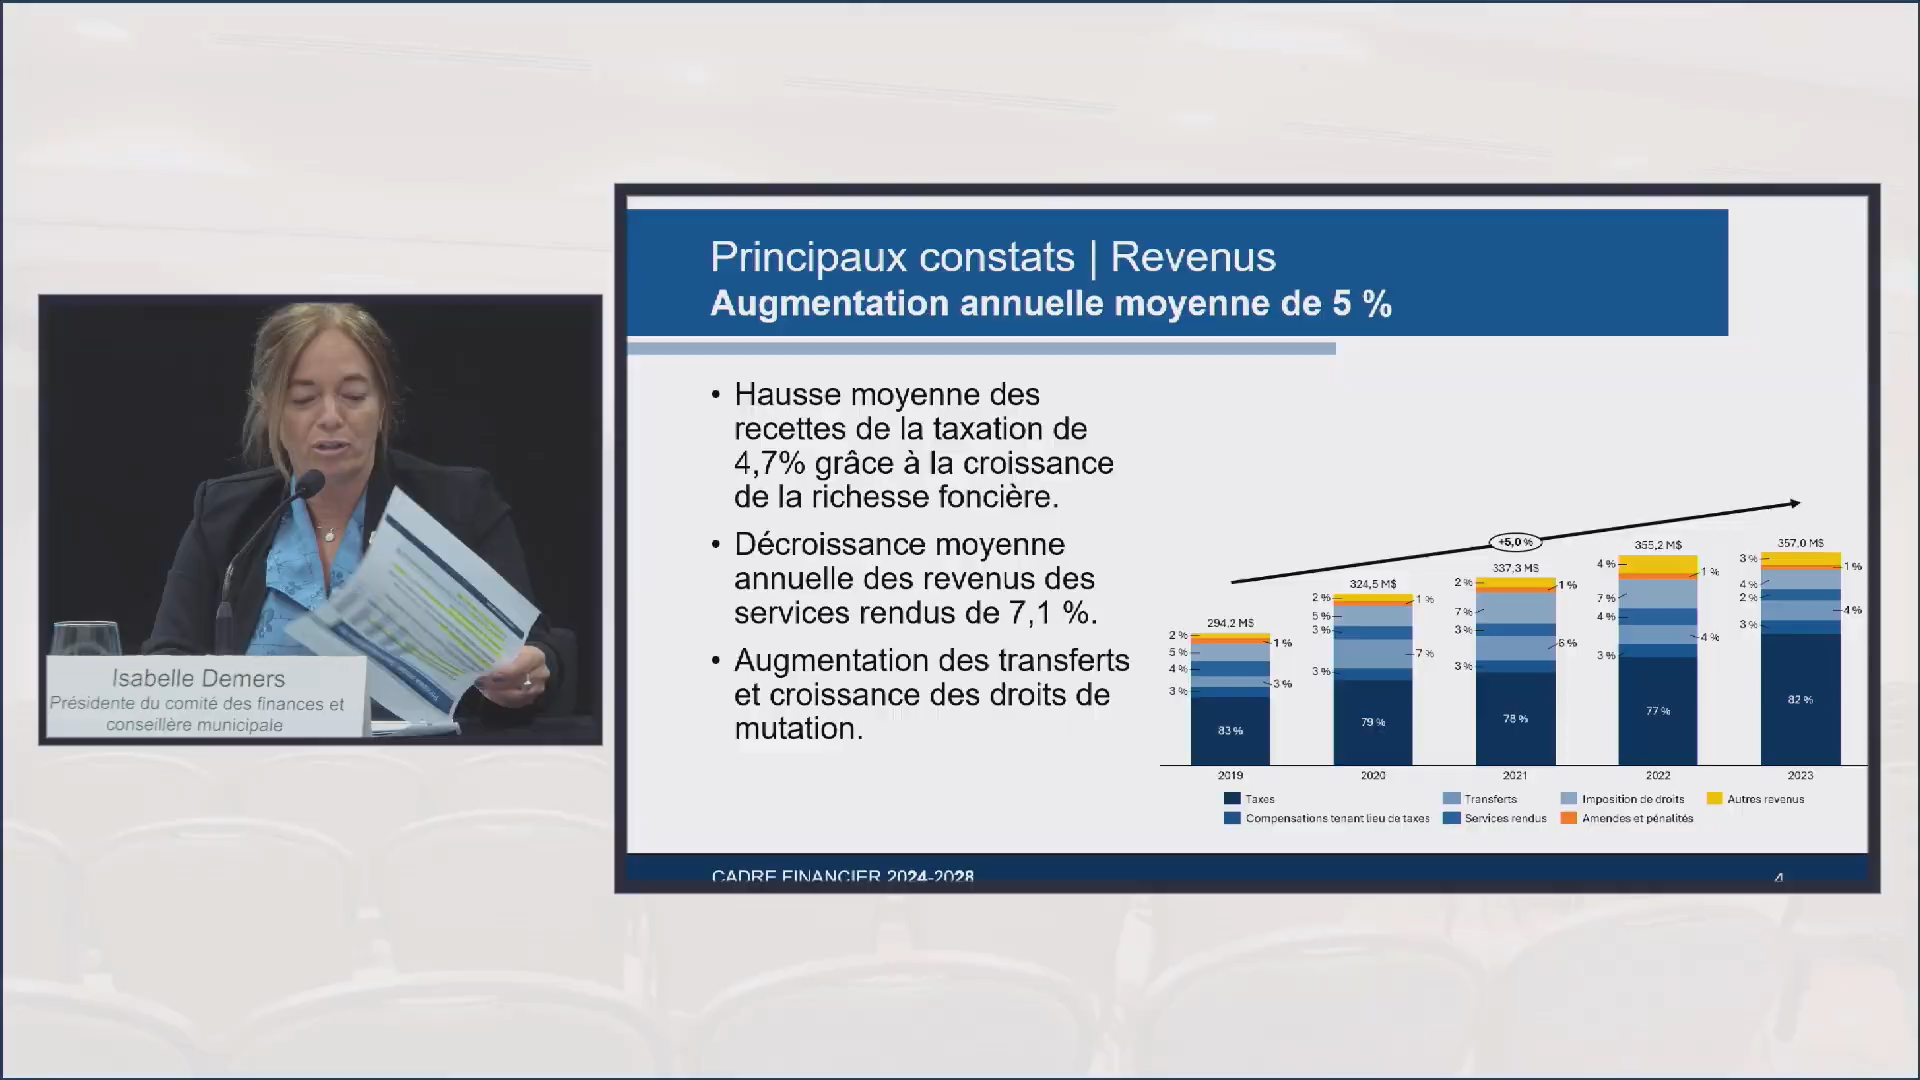 Principaux constats | Revenus
Augmentation annuelle moyenne de 5 %
• Hausse moyenne des
recettes de la taxation de
4,7% grâce à la croissance
de la richesse foncière.
• Décroissance moyenne
annuelle des revenus des
services rendus de 7,1 %.
• Augmentation des transferts
et croissance des droits de
mutation.
+5,0 %
294,2 M$
2 %
1 %
5 %
4 %
3 %
3 %
83 %
2019
324,5 M$
2 %
1 %
5 %
3 %
7 %
3 %
79 %
2020
337,3 M$
2 %
1 %
7 %
3 %
6 %
3 %
78 %
2021
355,2 M$
4 %
1 %
7 %
4 %
4 %
3 %
77 %
2022
357,0 M$
3 %
1 %
4 %
2 %
4 %
3 %
82 %
2023
Taxes
Transferts
Imposition de droits
Autres revenus
Compensations tenant lieu de taxes
Services rendus
Amendes et pénalités
CADRE FINANCIER 2024-2028
4
Isabelle Demers
Présidente du comité des finances et
conseillère municipale